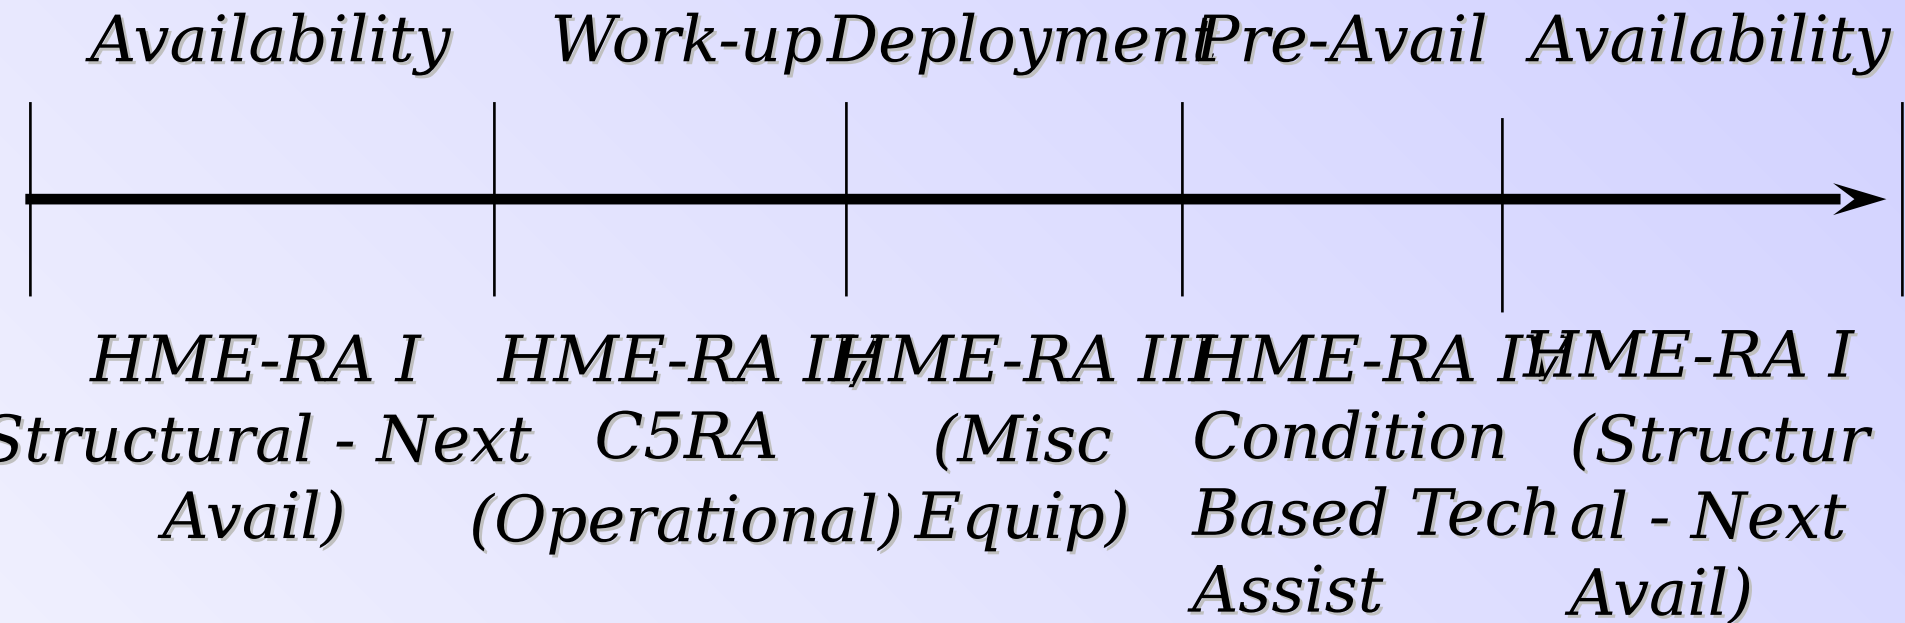 Availability
Work-up
Deployment
Pre-Avail
Availability
HME-RA I
Structural - Next
Avail)
HME-RA II/
C5RA
(Operational)
HME-RA III
(Misc
Equip)
HME-RA IV
Condition
Based Tech
Assist
HME-RA I
(Structur
al - Next
Avail)